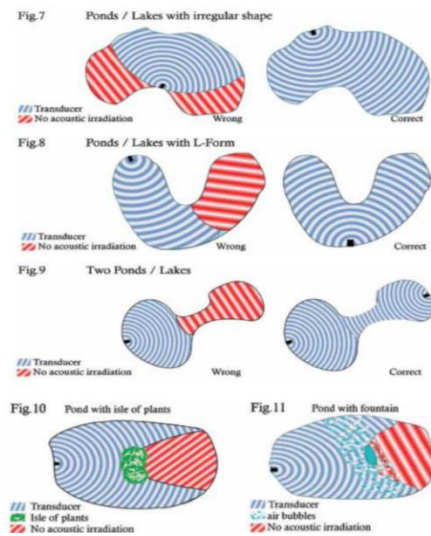 Fig.7 Ponds / Lakes with irregular shape
Transducer
No acoustic irradiation Wrong Correct
Fig.8 Ponds / Lakes with L-Form
Transducer
No acoustic irradiation Wrong Correct
Fig.9 Two Ponds / Lakes
Transducer
No acoustic irradiation Wrong Correct
Fig.10 Pond with isle of plants
Transducer
Isle of plants
No acoustic irradiation
Fig.11 Pond with fountain
Transducer
air bubbles
No acoustic irradiation